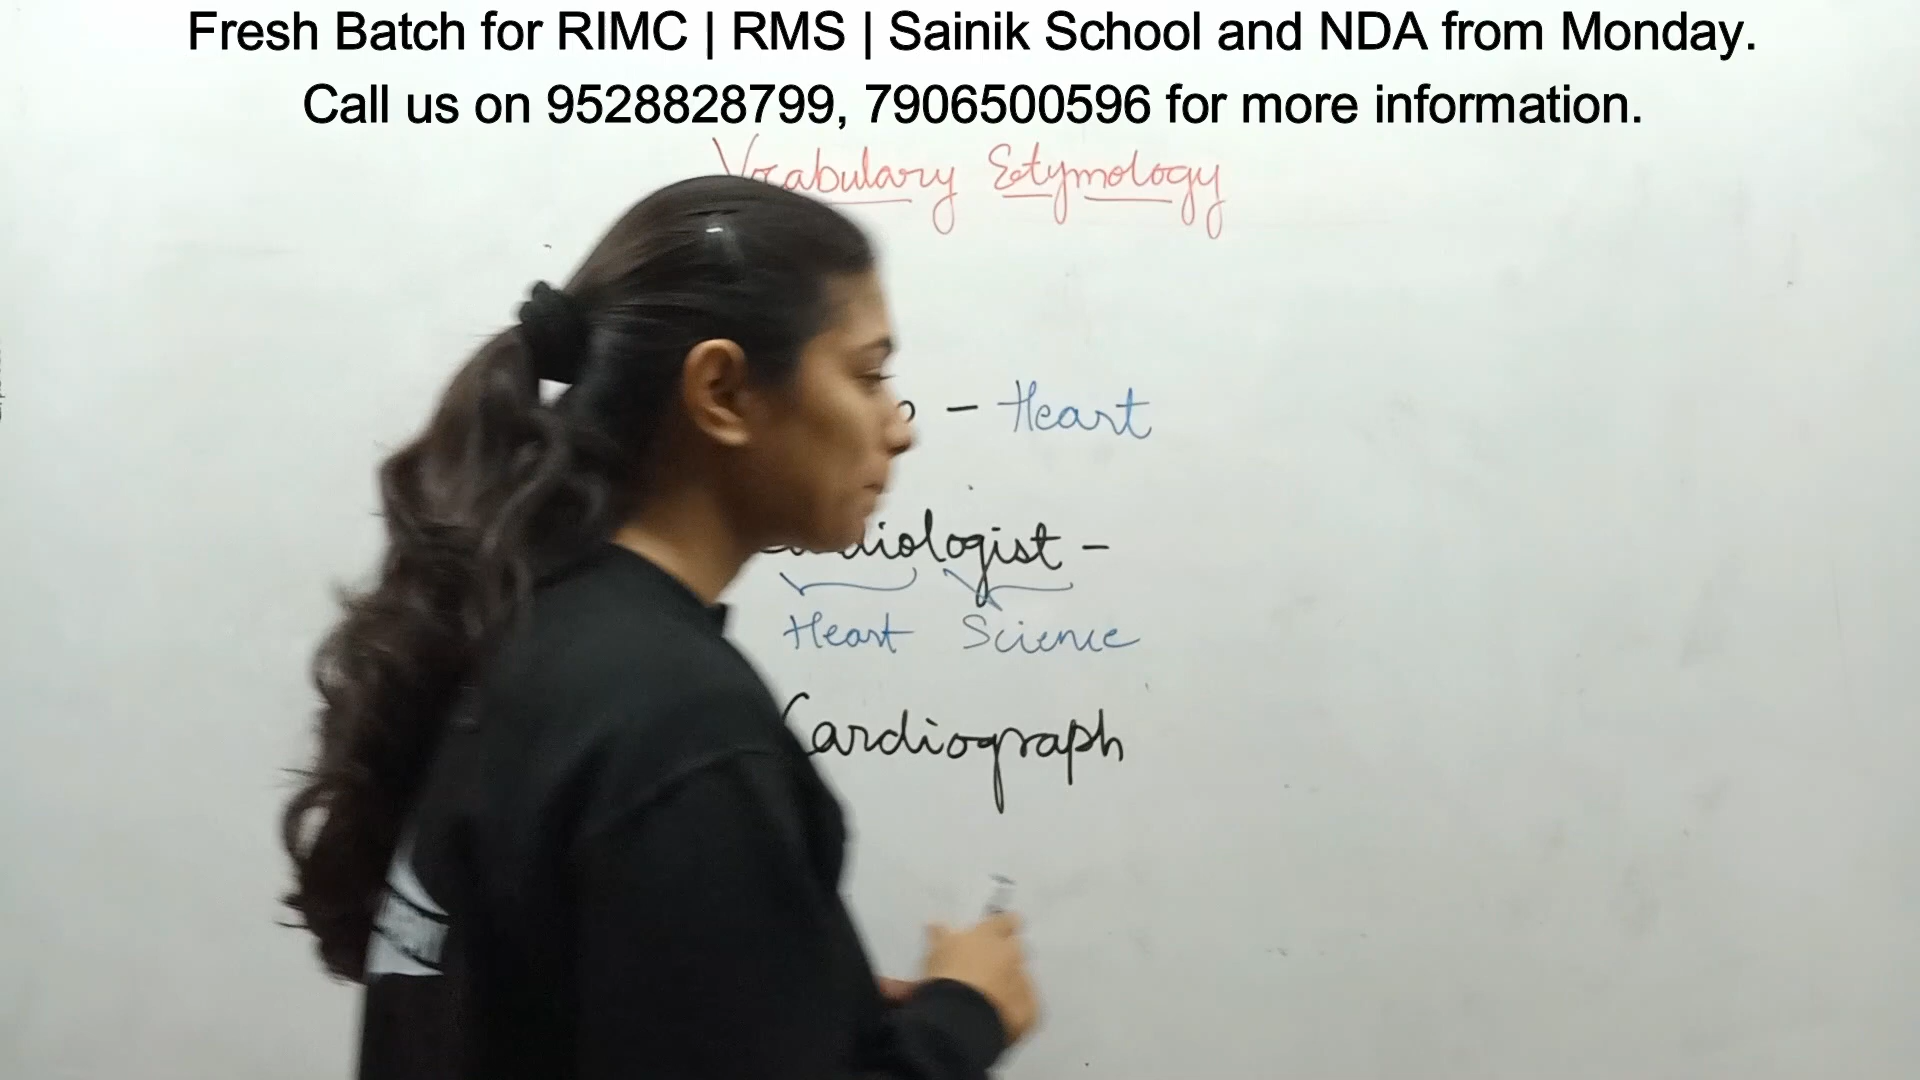 Fresh Batch for RIMC | RMS | Sainik School and NDA from Monday.
Call us on 9528828799, 7906500596 for more information.
Vocabulary Etymology
- Heart
Cardiologist -
Heart Science
Cardiograph